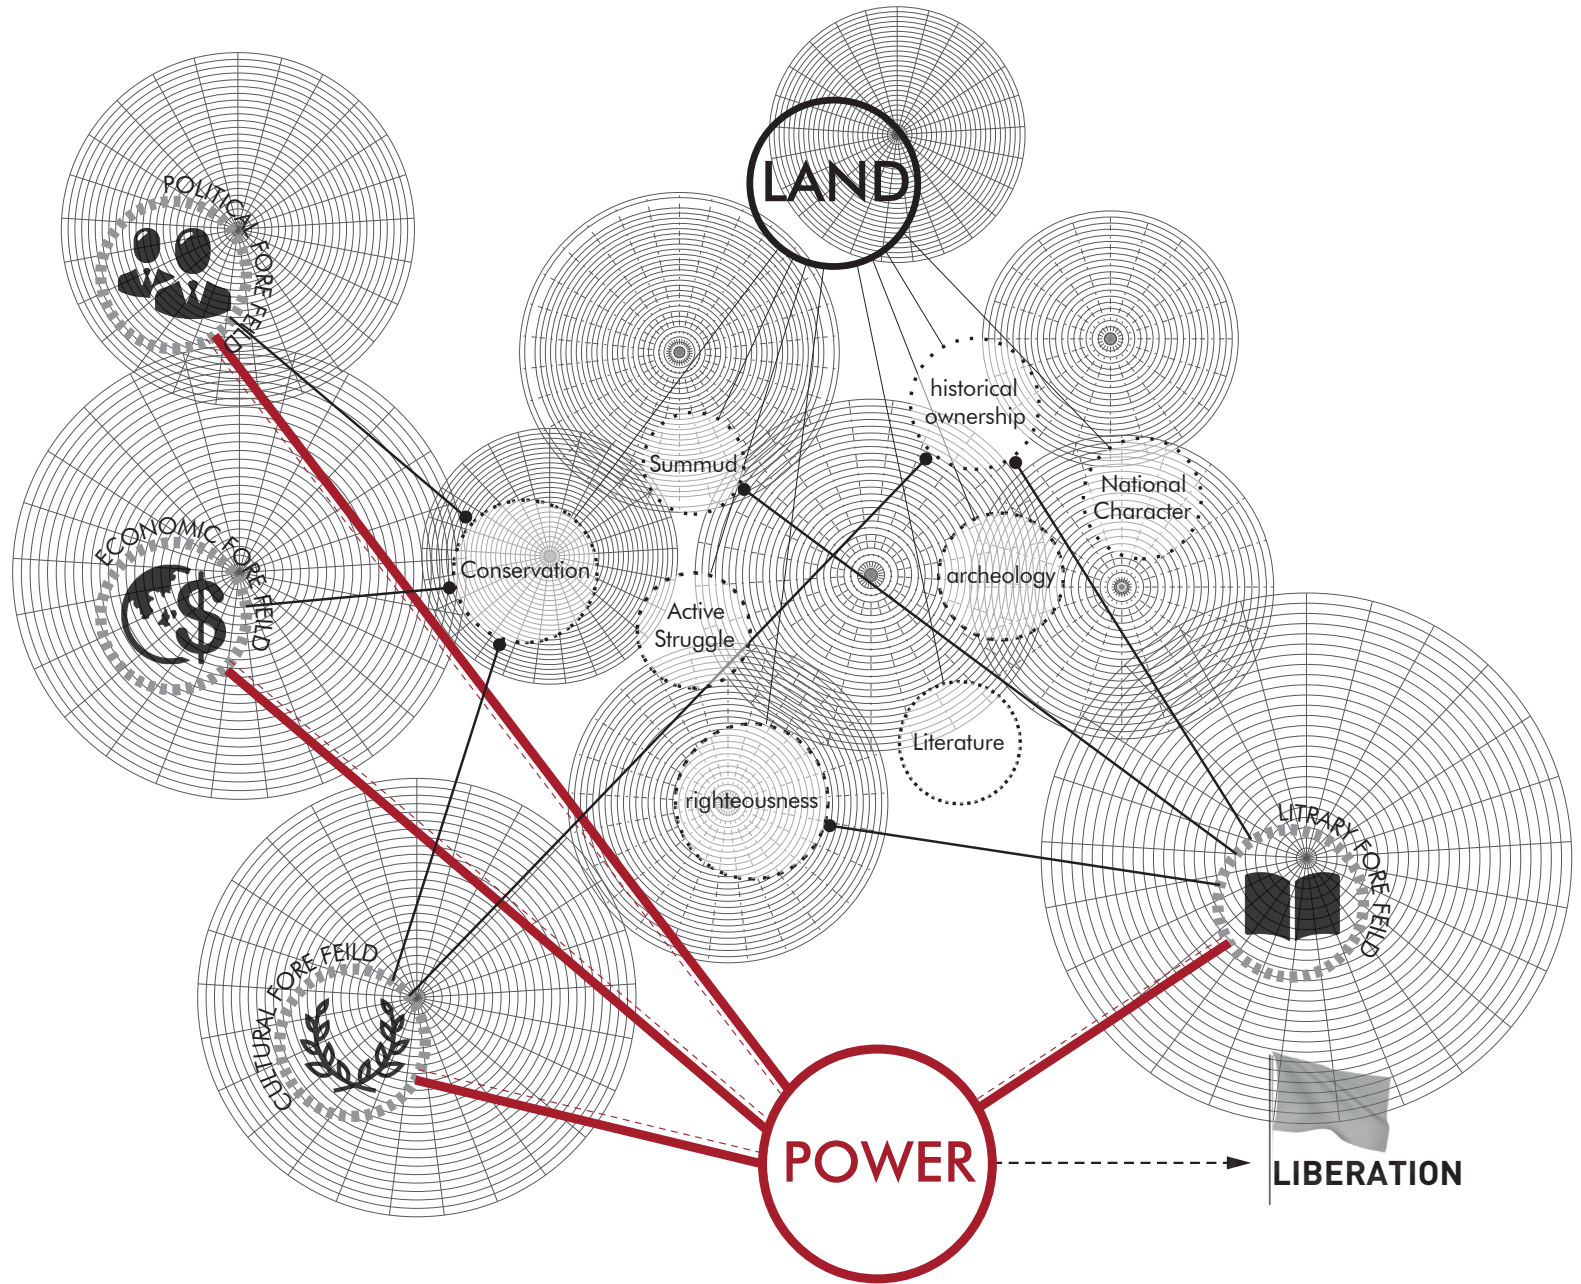 LAND
POLITICAL FORE FEILD
historical
ownership
Summud
National
Character
ECONOMIC FORE FEILD
Conservation
archeology
Active
Struggle
Literature
righteousness
LITRARY FORE FEILD
CULTURAL FORE FEILD
POWER
LIBERATION